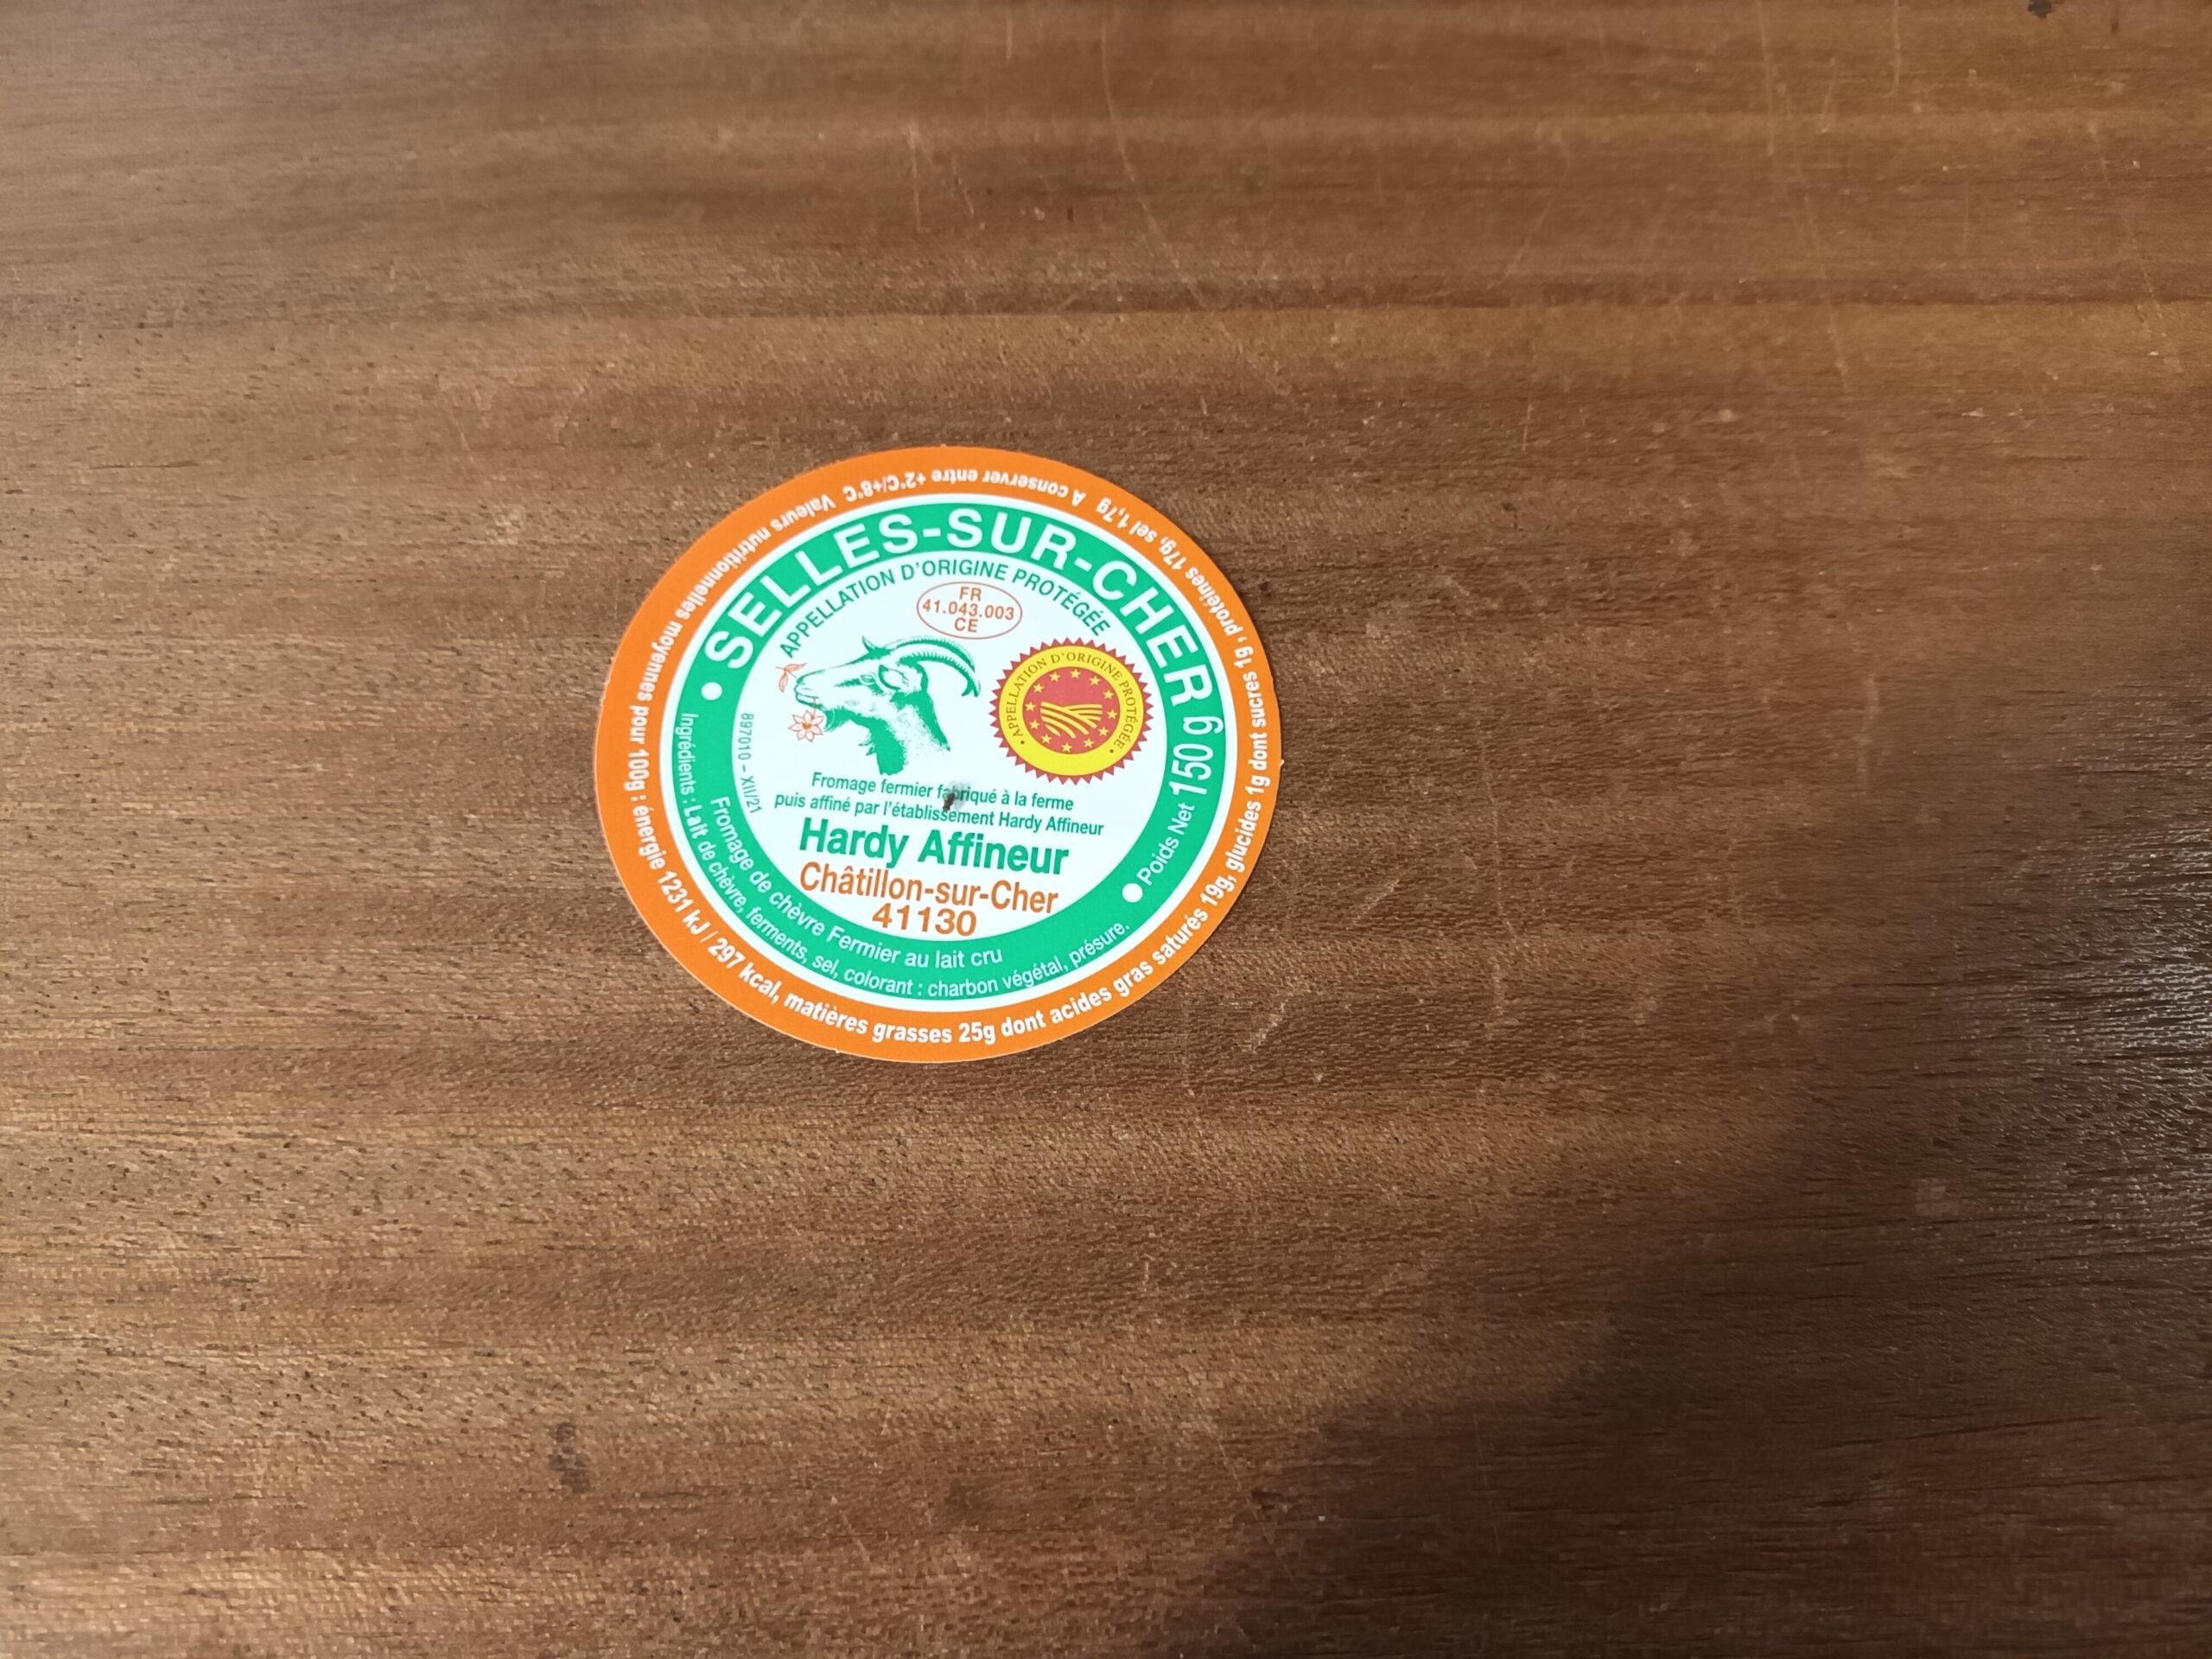 Valeurs nutritionnelles moyennes pour 100g : énergie 1231 kJ / 297 kcal, matières grasses 25g dont acides gras saturés 19g, glucides 1g dont sucres 1g , protéines 17g, sel 1,7g
A conserver entre +2°C/+8°C
• SELLES-SUR-CHER
APPELLATION D'ORIGINE PROTÉGÉE
FR
41.043.003
CE
APPELLATION D'ORIGINE PROTÉGÉE
897010 – XII/21
Fromage fermier fabriqué à la ferme
puis affiné par l'établissement Hardy Affineur
Hardy Affineur
Châtillon-sur-Cher
41130
• Poids Net 150 g
Fromage de chèvre Fermier au lait cru
Ingrédients : Lait de chèvre, ferments, sel, colorant : charbon végétal, présure.